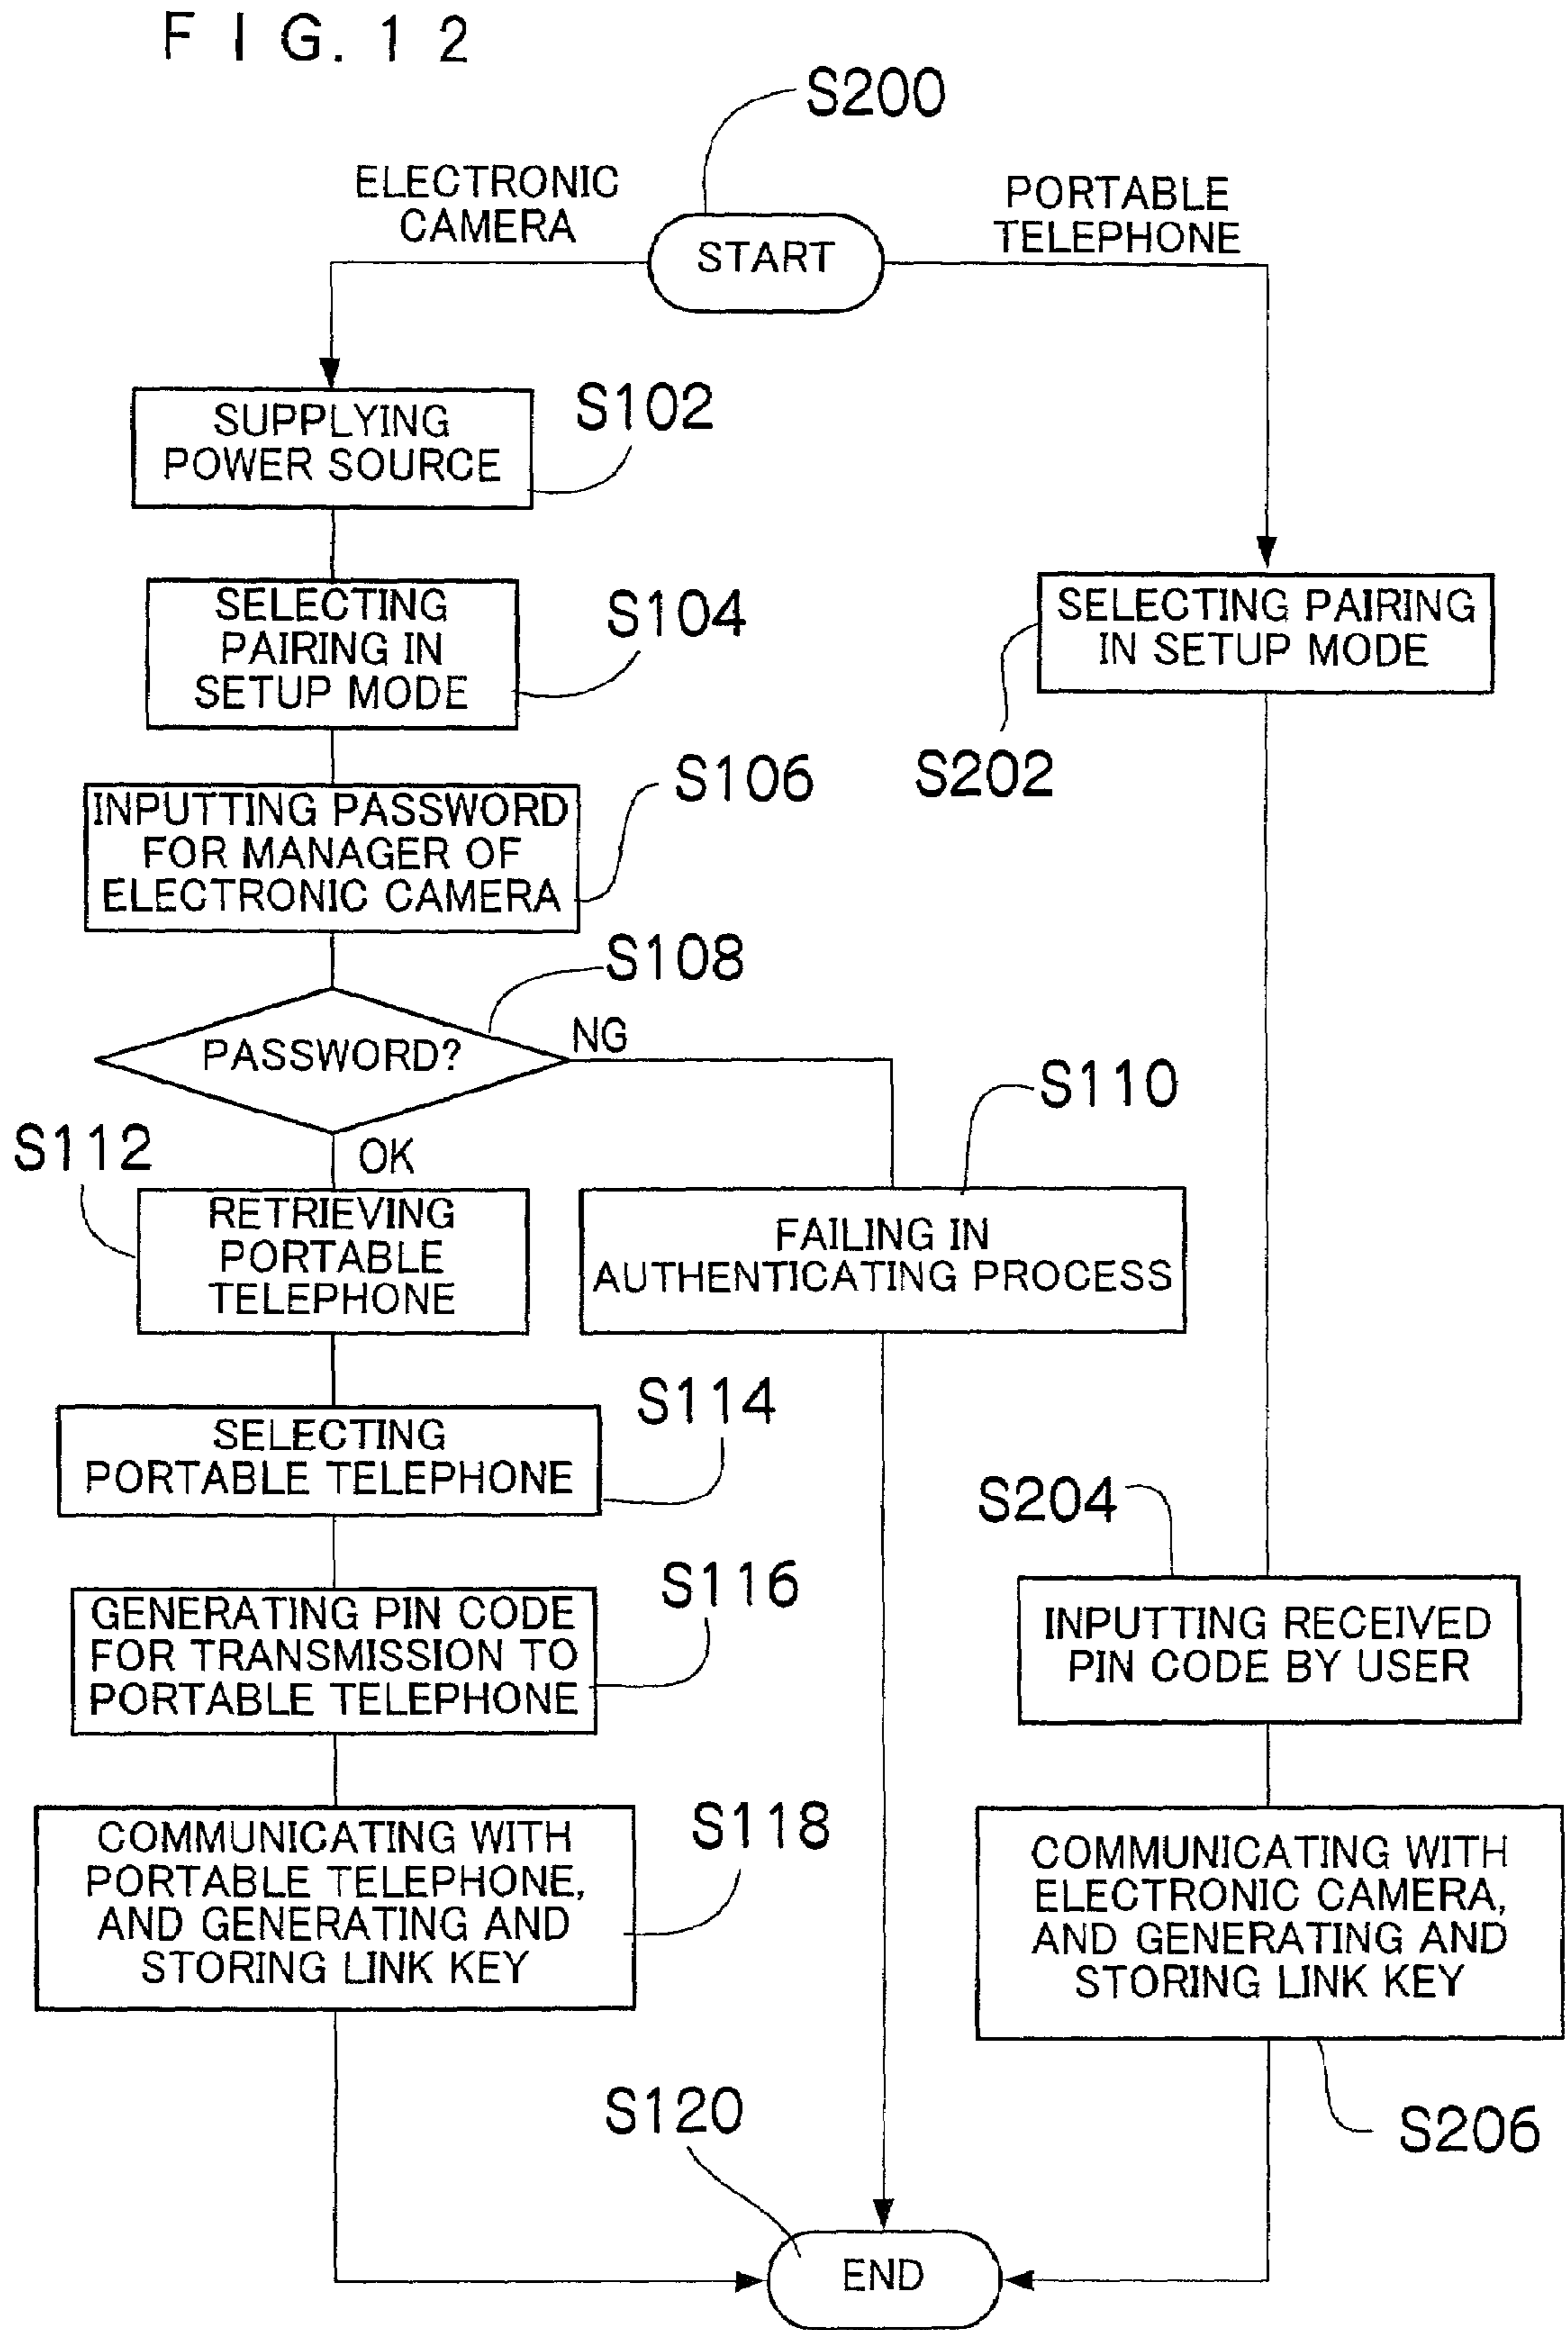 FIG. 12
S200
ELECTRONIC
CAMERA
PORTABLE
TELEPHONE
START
SUPPLYING
POWER SOURCE
S102
SELECTING
PAIRING IN
SETUP MODE
S104
SELECTING PAIRING
IN SETUP MODE
S202
INPUTTING PASSWORD
FOR MANAGER OF
ELECTRONIC CAMERA
S106
S108
PASSWORD?
NG
OK
S110
S112
RETRIEVING
PORTABLE
TELEPHONE
FAILING IN
AUTHENTICATING PROCESS
SELECTING
PORTABLE TELEPHONE
S114
S204
GENERATING PIN CODE
FOR TRANSMISSION TO
PORTABLE TELEPHONE
S116
INPUTTING RECEIVED
PIN CODE BY USER
COMMUNICATING WITH
PORTABLE TELEPHONE,
AND GENERATING AND
STORING LINK KEY
S118
COMMUNICATING WITH
ELECTRONIC CAMERA,
AND GENERATING AND
STORING LINK KEY
S206
S120
END